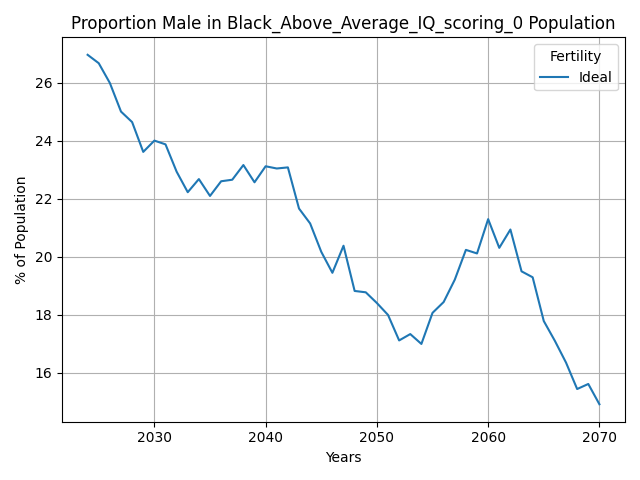 Proportion Male in Black_Above_Average_IQ_scoring_0 Population
Fertility
Ideal
% of Population
26
24
22
20
18
16
2030 2040 2050 2060 2070
Years